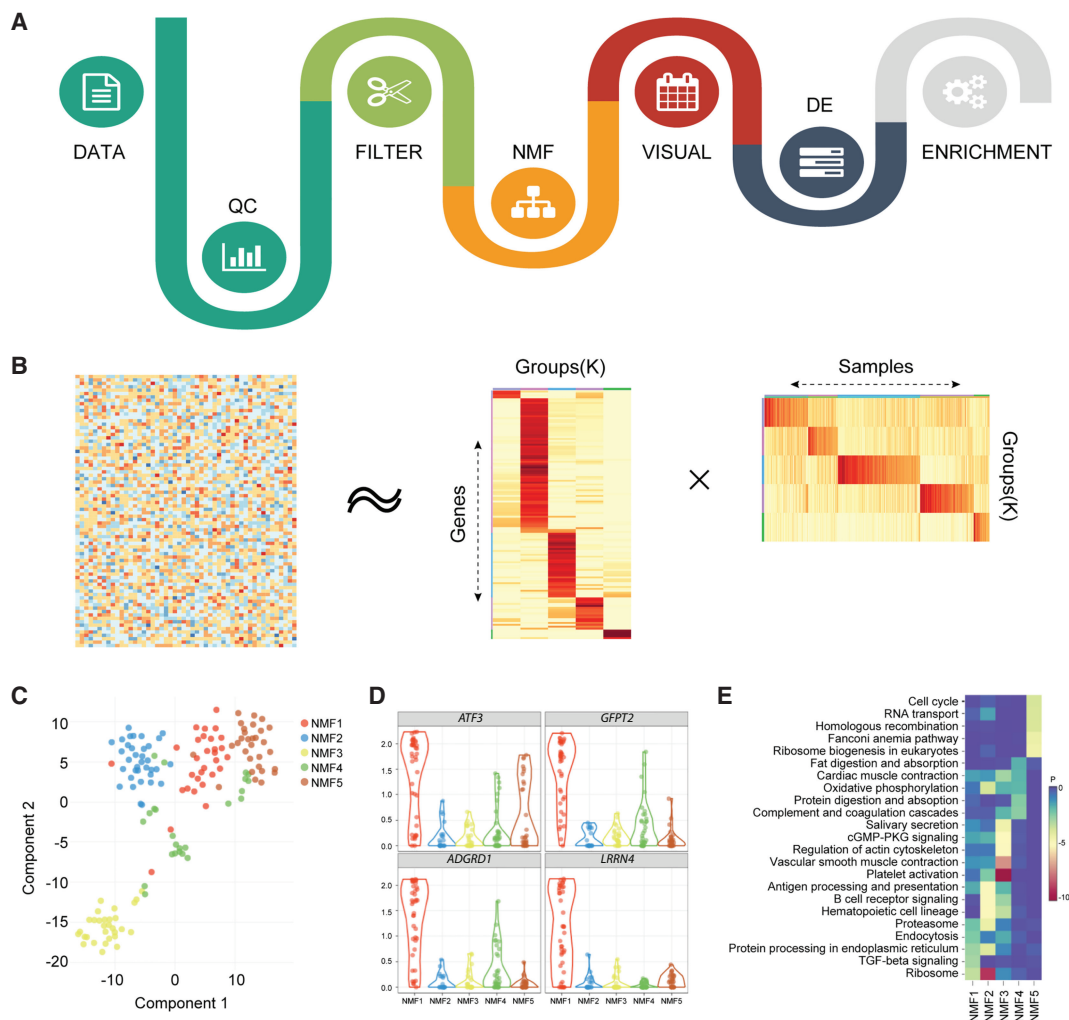 A
DATA
QC
FILTER
NMF
VISUAL
DE
ENRICHMENT
B
Groups(K)
Genes
Samples
Groups(K)
C
10
5
0
-5
-10
-15
-20
-10
0
10
Component 2
Component 1
NMF1
NMF2
NMF3
NMF4
NMF5
D
ATF3
GFPT2
2.0
1.5
1.0
0.5
0.0
ADGRD1
LRRN4
2.0
1.5
1.0
0.5
0.0
NMF1
NMF2
NMF3
NMF4
NMF5
NMF1
NMF2
NMF3
NMF4
NMF5
E
Cell cycle
RNA transport
Homologous recombination
Fanconi anemia pathway
Ribosome biogenesis in eukaryotes
Fat digestion and absorption
Cardiac muscle contraction
Oxidative phosphorylation
Protein digestion and absoption
Complement and coagulation cascades
Salivary secretion
cGMP-PKG signaling
Regulation of actin cytoskeleton
Vascular smooth muscle contraction
Platelet activation
Antigen processing and presentation
B cell receptor signaling
Hematopoietic cell lineage
Proteasome
Endocytosis
Protein processing in endoplasmic reticulum
TGF-beta signaling
Ribosome
NMF1
NMF2
NMF3
NMF4
NMF5
P
0
-5
-10